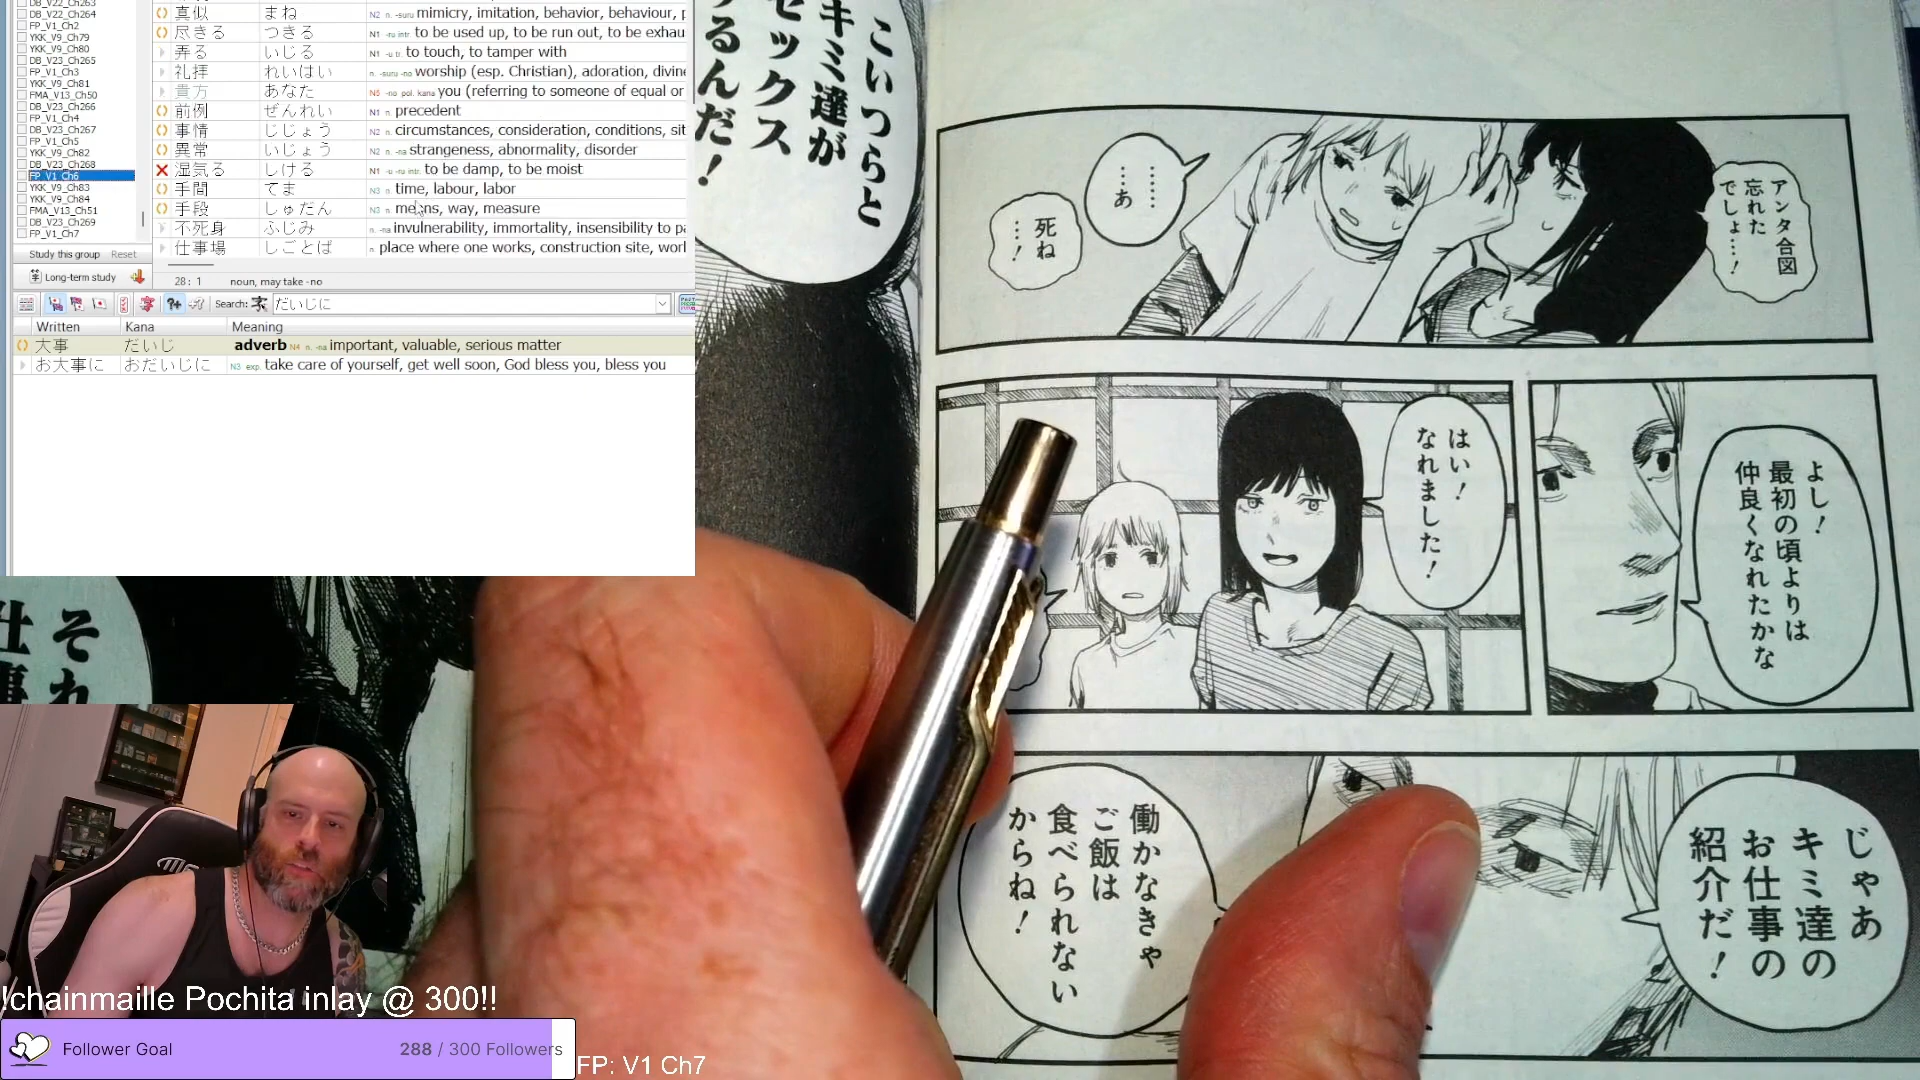 DB_V22_Ch264
FP_V1_Ch2
YKK_V9_Ch79
YKK_V9_Ch80
DB_V23_Ch265
FP_V1_Ch3
YKK_V9_Ch81
FMA_V13_Ch50
DB_V23_Ch266
FP_V1_Ch4
DB_V23_Ch267
FP_V1_Ch5
YKK_V9_Ch82
DB_V23_Ch268
FP_V1_Ch6
YKK_V9_Ch83
YKK_V9_Ch84
FMA_V13_Ch51
DB_V23_Ch269
FP_V1_Ch7
Study this group Reset
Long-term study
真似 まね N2 n. -suru mimicry, imitation, behavior, behaviour,
尽きる つきる N1 -ru intr. to be used up, to be run out, to be exhau
弄る いじる N1 -u tr. to touch, to tamper with
礼拝 れいはい n. -suru -no worship (esp. Christian), adoration, divine
貴方 あなた N5 -no pol. kana you (referring to someone of equal or
前例 ぜんれい N1 n. precedent
事情 じじょう N2 n. circumstances, consideration, conditions, sit
異常 いじょう N2 n. -na strangeness, abnormality, disorder
湿気る しける N1 -u -ru intr. to be damp, to be moist
手間 てま N3 n. time, labour, labor
手段 しゅだん N3 n. means, way, measure
不死身 ふじみ n. -na invulnerability, immortality, insensibility to pa
仕事場 しごとば n. place where one works, construction site, worl
28: 1 noun, may take -no
Search: だいじに
Written Kana Meaning
大事 だいじ adverb N4 n. -na important, valuable, serious matter
お大事に おだいじに N3 exp. take care of yourself, get well soon, God bless you, bless you
こいつらと
キミ達が
セックス
るんだ！
アンタ合図
忘れた
でしょ…！
……
…あ
死ね
…！
よし！
最初の頃よりは
仲良くなれたかな
はい！
なれました！
じゃあ
キミ達の
お仕事の
紹介だ！
働かなきゃ
ご飯は
食べられない
からね！
それ
!chainmaille Pochita inlay @ 300!!
Follower Goal 288 / 300 Followers
FP: V1 Ch7